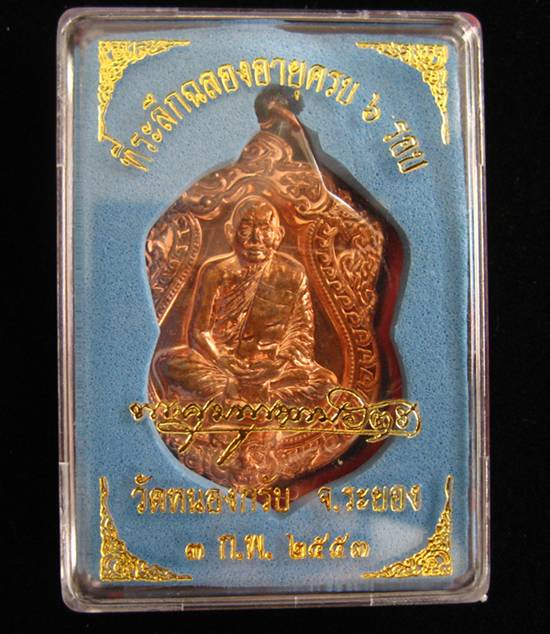 ที่ระลึกฉลองอายุครบ ๖ รอบ
วัดหนองกรับ จ.ระยอง
๓ ก.พ. ๒๕๕๓